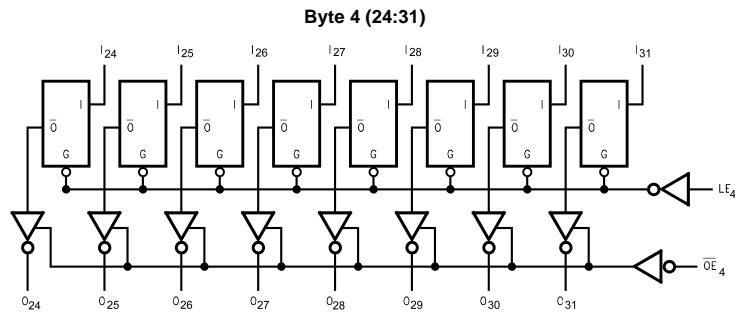 Byte 4 (24:31)
I24 I25 I26 I27 I28 I29 I30 I31
I I I I I I I I
O̅ O̅ O̅ O̅ O̅ O̅ O̅ O̅
G G G G G G G G
LE4
O̅E̅4
O24 O25 O26 O27 O28 O29 O30 O31